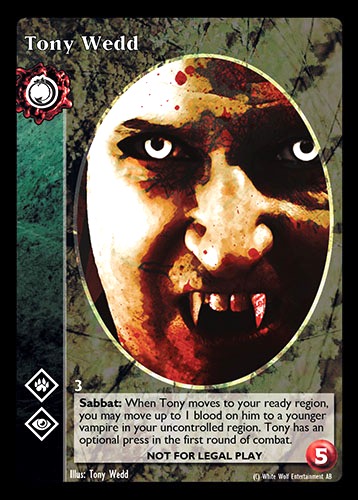 Tony Wedd
3
Sabbat: When Tony moves to your ready region,
you may move up to 1 blood on him to a younger
vampire in your uncontrolled region. Tony has an
optional press in the first round of combat.
NOT FOR LEGAL PLAY
5
Illus: Tony Wedd
(C) White Wolf Entertainment AB